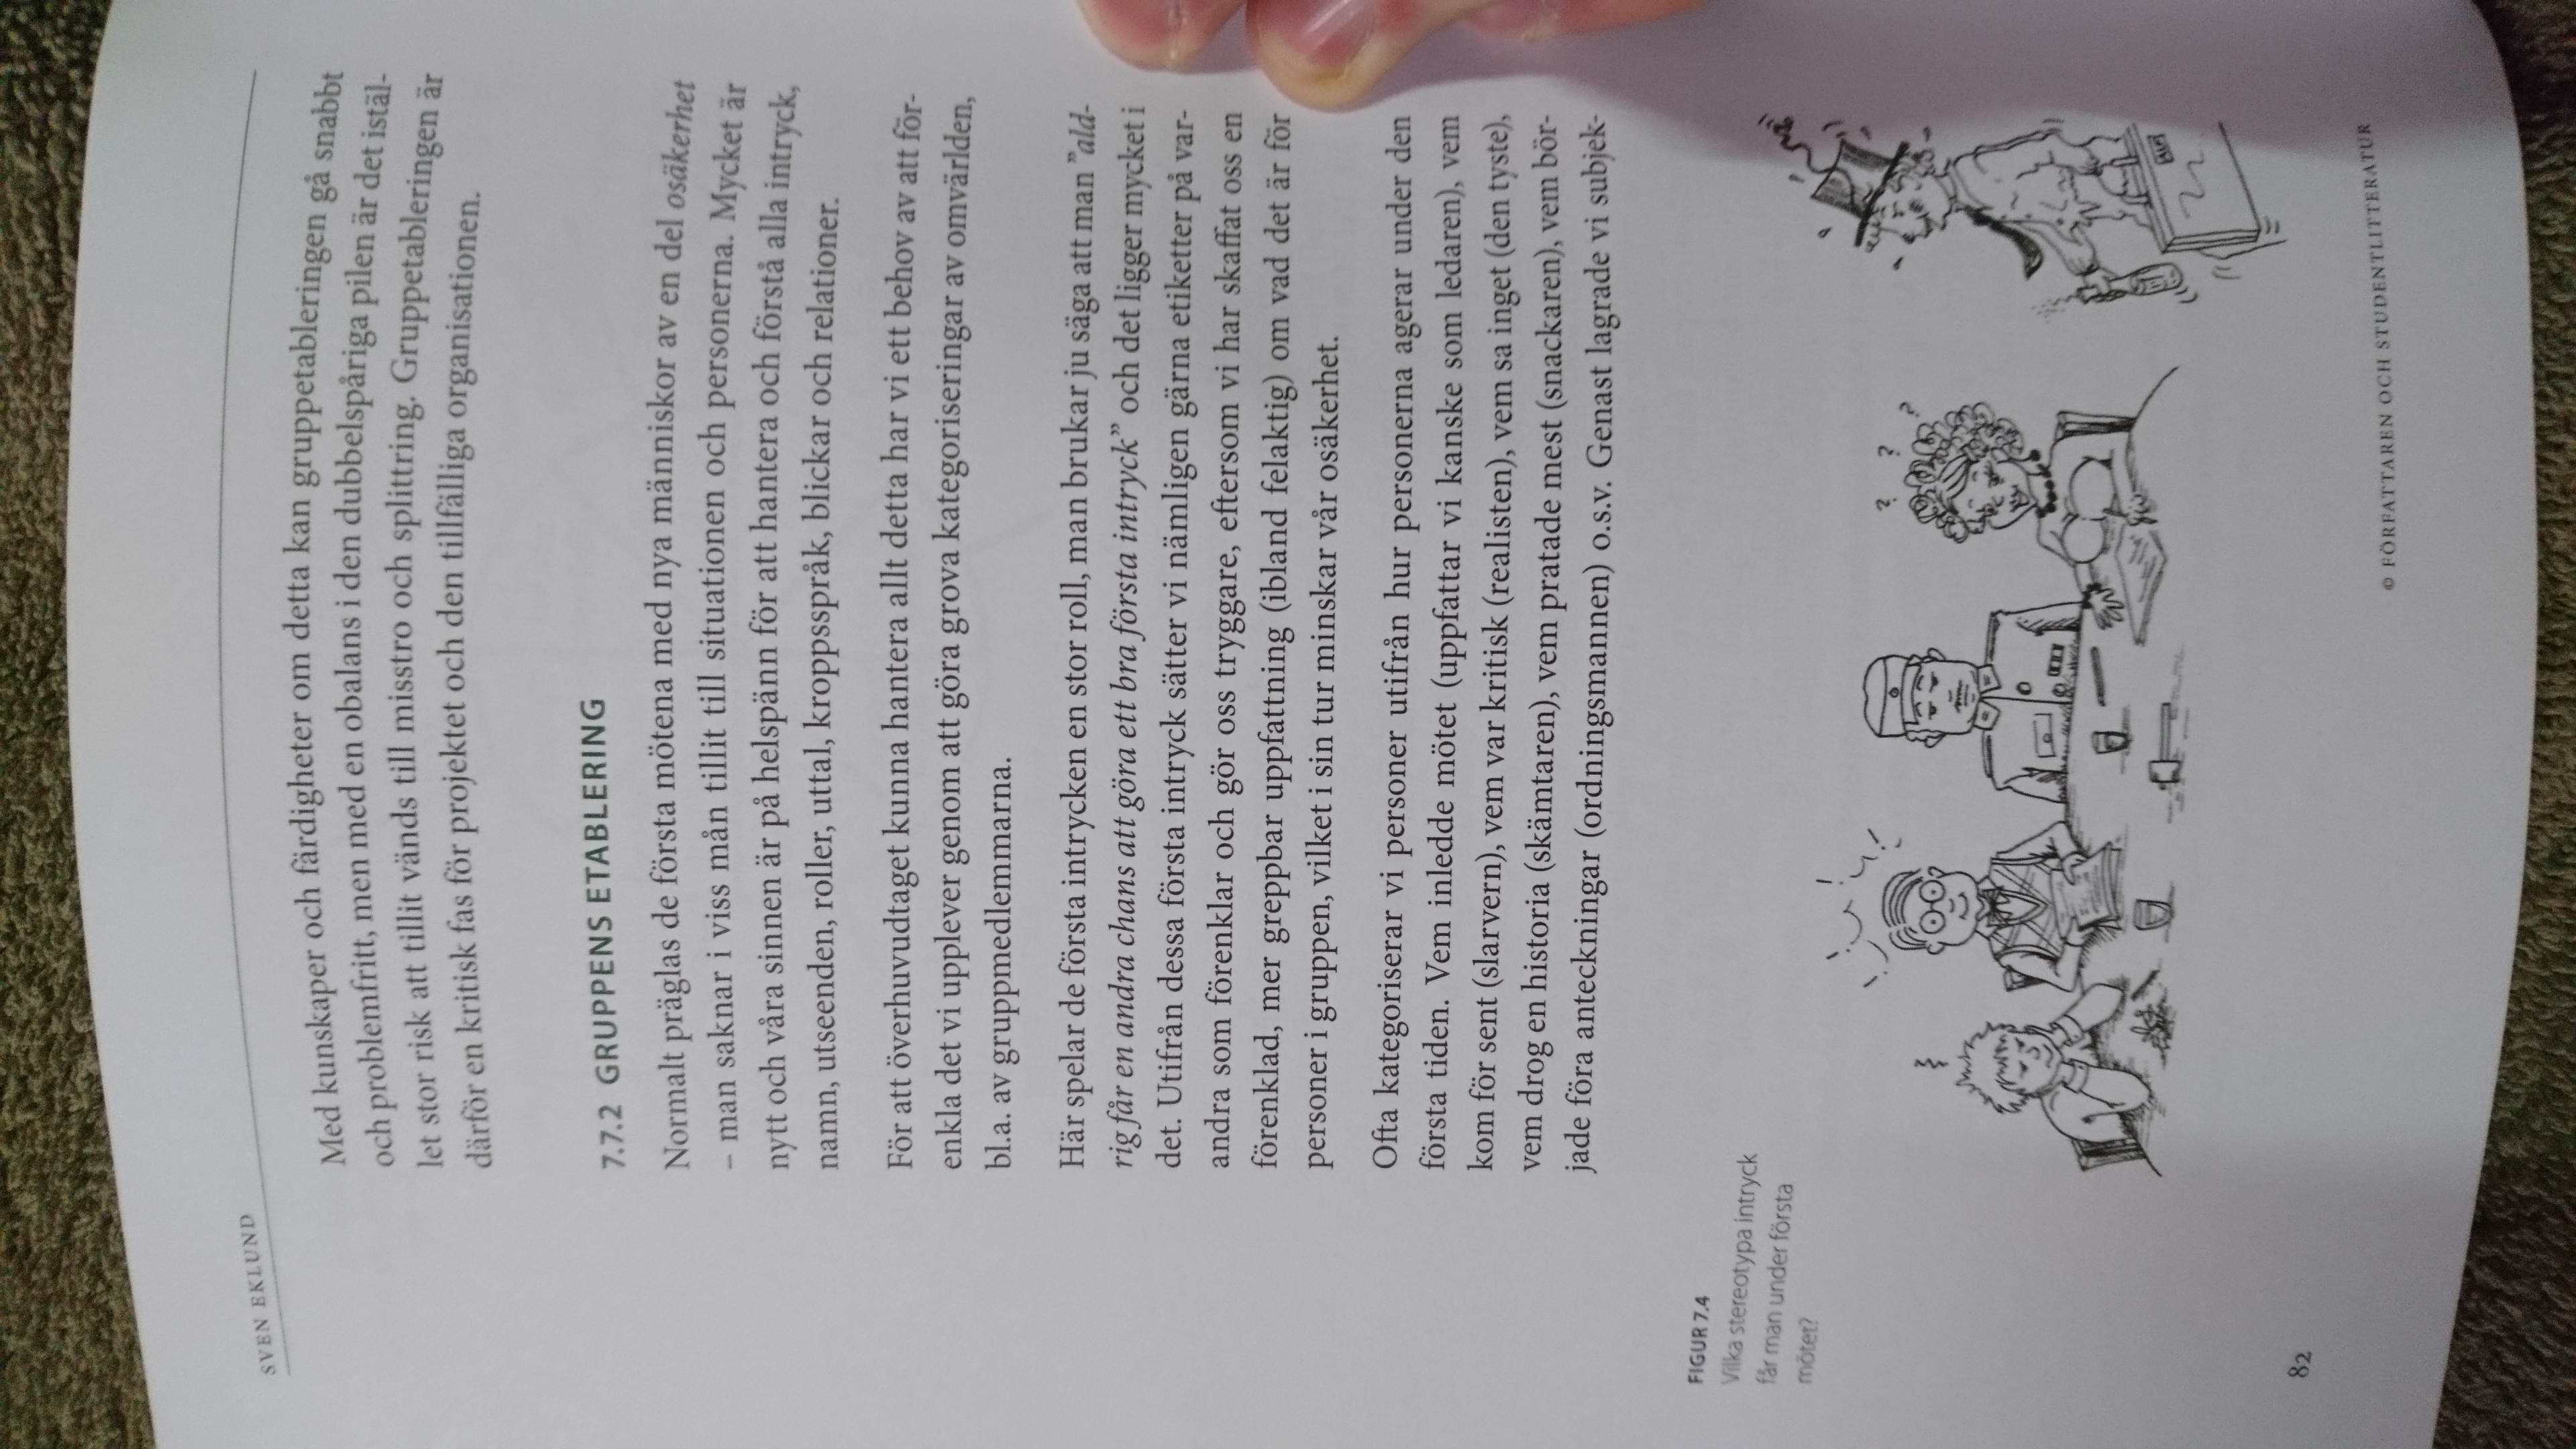 SVEN EKLUND
Med kunskaper och färdigheter om detta kan gruppetableringen gå snabbt
och problemfritt, men med en obalans i den dubbelspåriga pilen är det istäl-
let stor risk att tillit vänds till misstro och splittring. Gruppetableringen är
därför en kritisk fas för projektet och den tillfälliga organisationen.
7.7.2 GRUPPENS ETABLERING
Normalt präglas de första mötena med nya människor av en del osäkerhet
– man saknar i viss mån tillit till situationen och personerna. Mycket är
nytt och våra sinnen är på helspänn för att hantera och förstå alla intryck,
namn, utseenden, roller, uttal, kroppsspråk, blickar och relationer.
För att överhuvudtaget kunna hantera allt detta har vi ett behov av att för-
enkla det vi upplever genom att göra grova kategoriseringar av omvärlden,
bl.a. av gruppmedlemmarna.
Här spelar de första intrycken en stor roll, man brukar ju säga att man ”ald-
rig får en andra chans att göra ett bra första intryck” och det ligger mycket i
det. Utifrån dessa första intryck sätter vi nämligen gärna etiketter på var-
andra som förenklar och gör oss tryggare, eftersom vi har skaffat oss en
förenklad, mer greppbar uppfattning (ibland felaktig) om vad det är för
personer i gruppen, vilket i sin tur minskar vår osäkerhet.
Ofta kategoriserar vi personer utifrån hur personerna agerar under den
första tiden. Vem inledde mötet (uppfattar vi kanske som ledaren), vem
kom för sent (slarvern), vem var kritisk (realisten), vem sa inget (den tyste),
vem drog en historia (skämtaren), vem pratade mest (snackaren), vem bör-
jade föra anteckningar (ordningsmannen) o.s.v. Genast lagrade vi subjek-
FIGUR 7.4
Vilka stereotypa intryck
får man under första
mötet?
? ? ?
82
© FÖRFATTAREN OCH STUDENTLITTERATUR